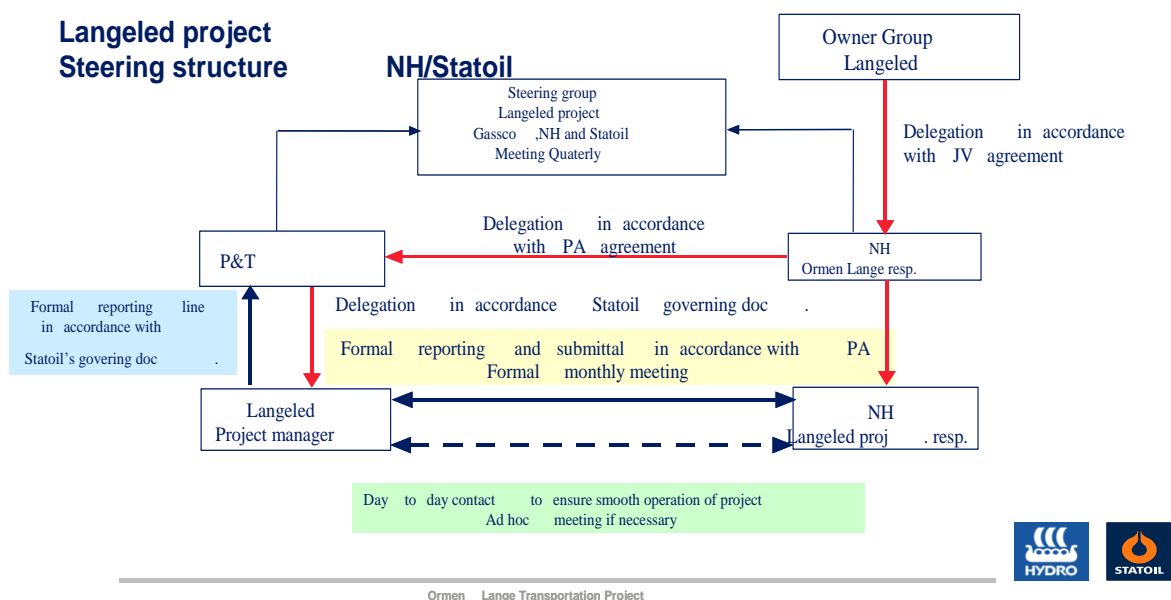 Langeled project
Steering structure NH/Statoil
Owner Group
Langeled
Steering group
Langeled project
Gassco ,NH and Statoil
Meeting Quaterly
Delegation in accordance
with JV agreement
Delegation in accordance
with PA agreement
P&T
NH
Ormen Lange resp.
Formal reporting line
in accordance with
Statoil's govering doc .
Delegation in accordance Statoil governing doc .
Formal reporting and submittal in accordance with PA
Formal monthly meeting
Langeled
Project manager
NH
Langeled proj . resp.
Day to day contact to ensure smooth operation of project
Ad hoc meeting if necessary
HYDRO
STATOIL
Ormen Lange Transportation Project